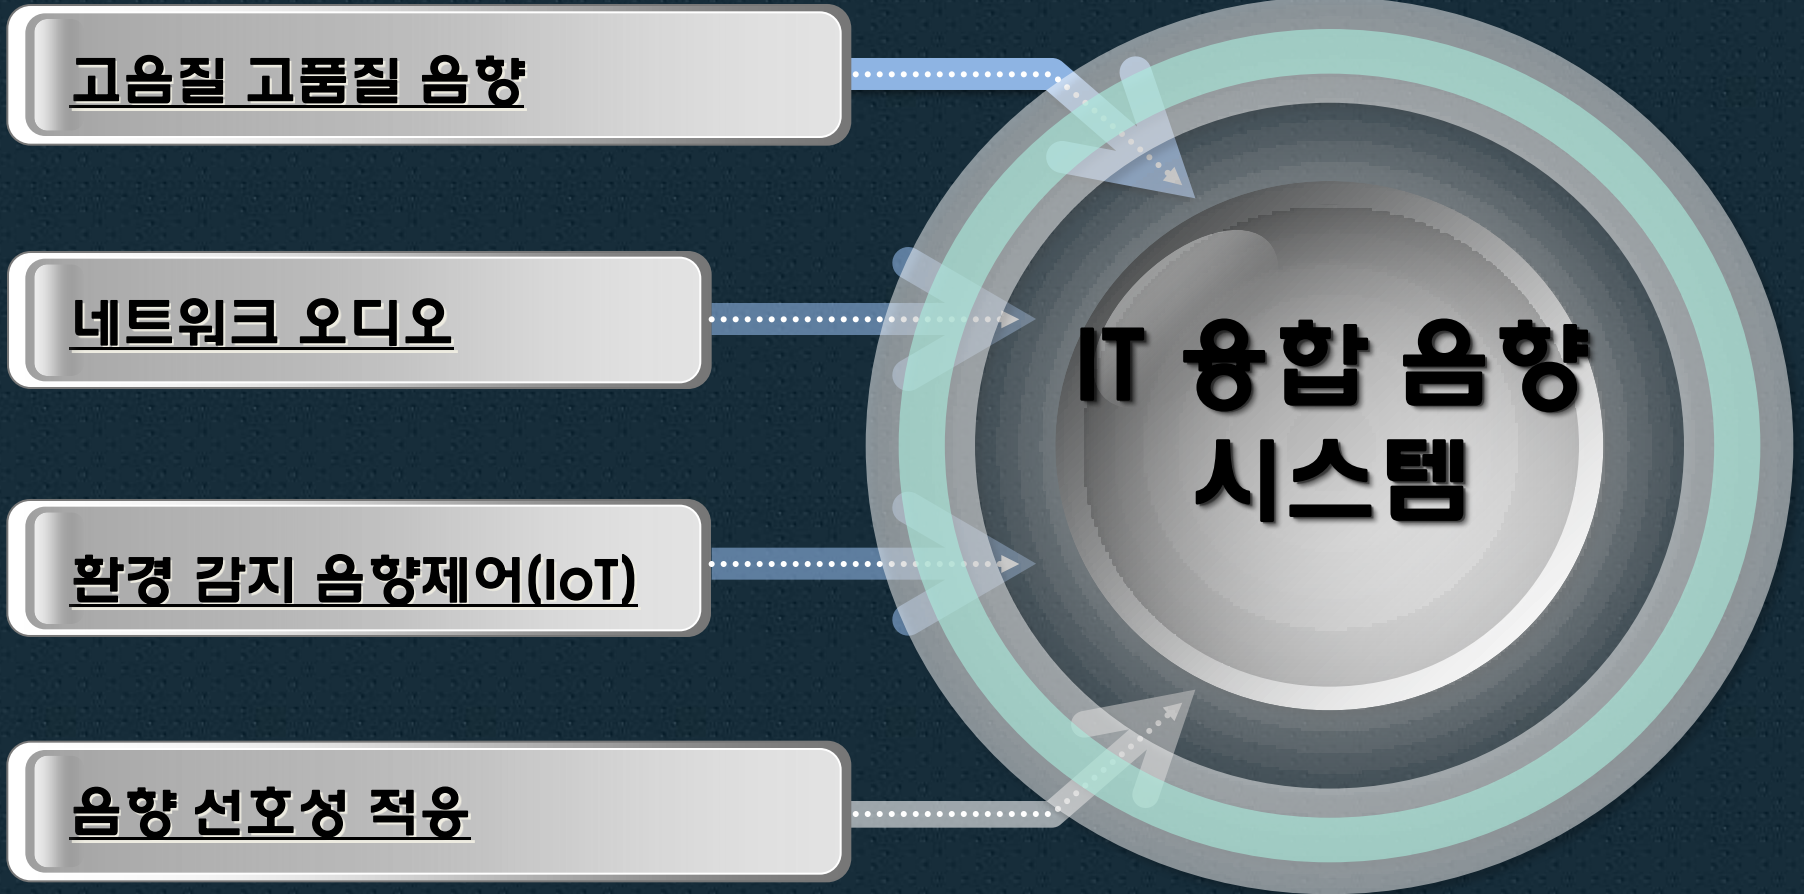 고음질 고품질 음향
네트워크 오디오
환경 감지 음향제어(IoT)
음향 선호성 적용
IT 융합 음향
시스템